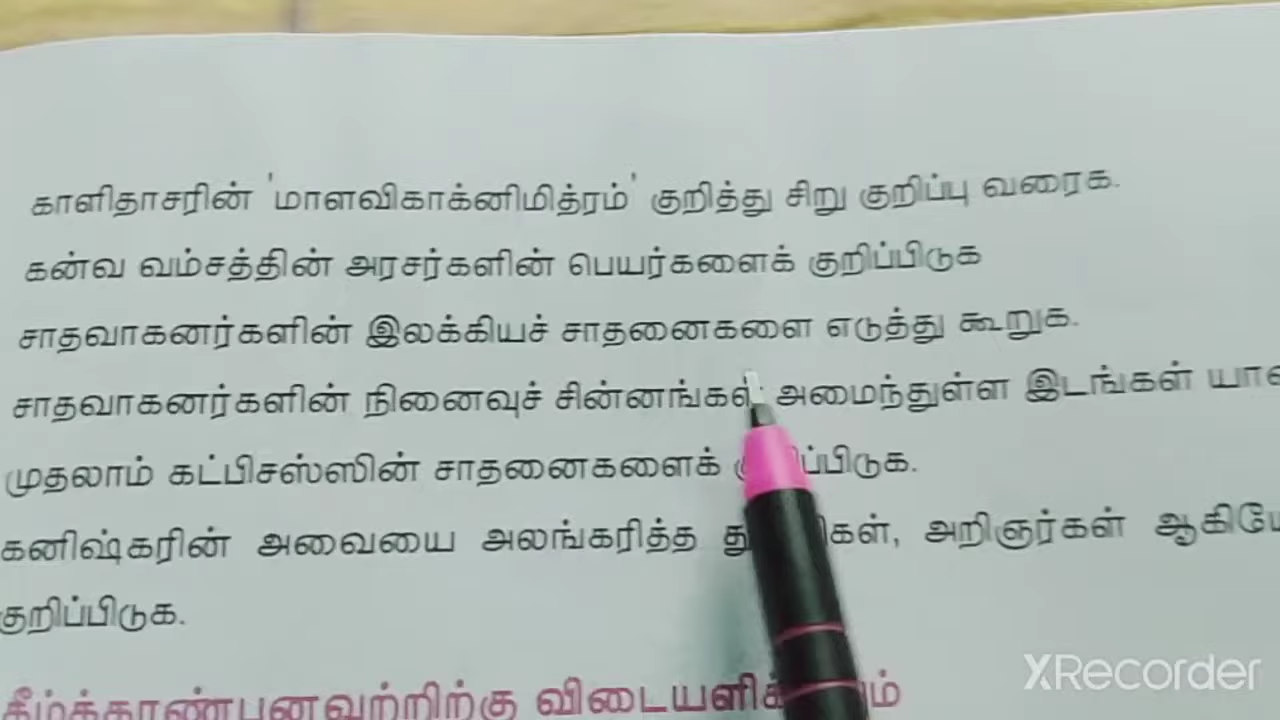 காளிதாசரின் 'மாளவிகாக்னிமித்ரம்' குறித்து சிறு குறிப்பு வரைக.
கன்வ வம்சத்தின் அரசர்களின் பெயர்களைக் குறிப்பிடுக
சாதவாகனர்களின் இலக்கியச் சாதனைகளை எடுத்து கூறுக.
சாதவாகனர்களின் நினைவுச் சின்னங்கள் அமைந்துள்ள இடங்கள்
முதலாம் கட்பிசஸ்ஸின் சாதனைகளைக்
கனிஷ்கரின் அவையை அலங்கரித்த அறிஞர்கள்
குறிப்பிடுக.
கீழ்க்காண்பனவற்றிற்கு
XRecorder